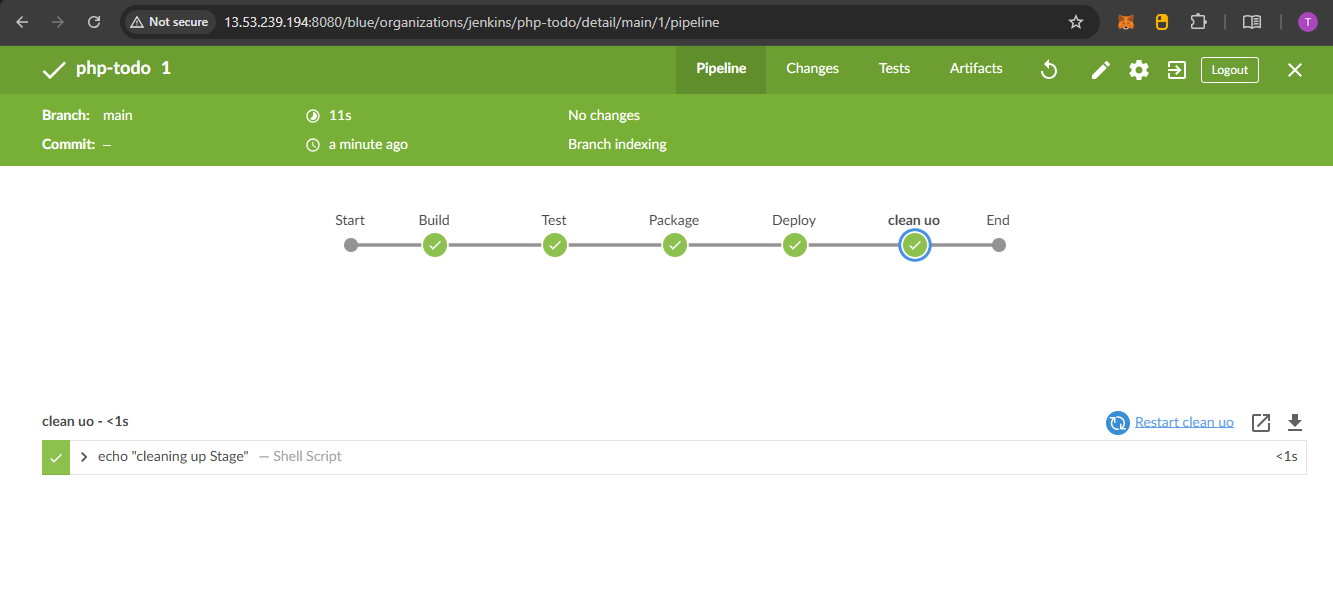 Not secure 13.53.239.194:8080/blue/organizations/jenkins/php-todo/detail/main/1/pipeline T
php-todo 1 Pipeline Changes Tests Artifacts Logout
Branch: main 11s No changes
Commit: – a minute ago Branch indexing
Start Build Test Package Deploy clean uo End
clean uo - <1s Restart clean uo
echo "cleaning up Stage" — Shell Script <1s